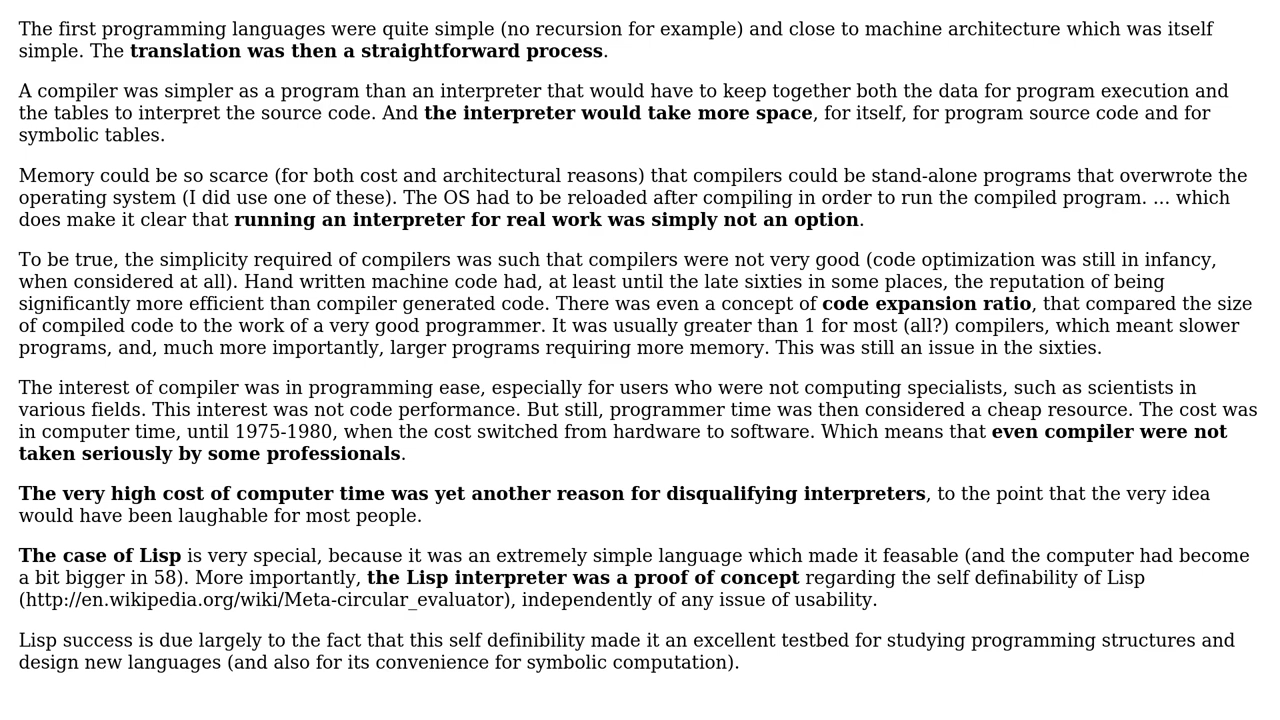 The first programming languages were quite simple (no recursion for example) and close to machine architecture which was itself
simple. The translation was then a straightforward process.
A compiler was simpler as a program than an interpreter that would have to keep together both the data for program execution and
the tables to interpret the source code. And the interpreter would take more space, for itself, for program source code and for
symbolic tables.
Memory could be so scarce (for both cost and architectural reasons) that compilers could be stand-alone programs that overwrote the
operating system (I did use one of these). The OS had to be reloaded after compiling in order to run the compiled program. ... which
does make it clear that running an interpreter for real work was simply not an option.
To be true, the simplicity required of compilers was such that compilers were not very good (code optimization was still in infancy,
when considered at all). Hand written machine code had, at least until the late sixties in some places, the reputation of being
significantly more efficient than compiler generated code. There was even a concept of code expansion ratio, that compared the size
of compiled code to the work of a very good programmer. It was usually greater than 1 for most (all?) compilers, which meant slower
programs, and, much more importantly, larger programs requiring more memory. This was still an issue in the sixties.
The interest of compiler was in programming ease, especially for users who were not computing specialists, such as scientists in
various fields. This interest was not code performance. But still, programmer time was then considered a cheap resource. The cost was
in computer time, until 1975-1980, when the cost switched from hardware to software. Which means that even compiler were not
taken seriously by some professionals.
The very high cost of computer time was yet another reason for disqualifying interpreters, to the point that the very idea
would have been laughable for most people.
The case of Lisp is very special, because it was an extremely simple language which made it feasable (and the computer had become
a bit bigger in 58). More importantly, the Lisp interpreter was a proof of concept regarding the self definability of Lisp
(http://en.wikipedia.org/wiki/Meta-circular_evaluator), independently of any issue of usability.
Lisp success is due largely to the fact that this self definibility made it an excellent testbed for studying programming structures and
design new languages (and also for its convenience for symbolic computation).